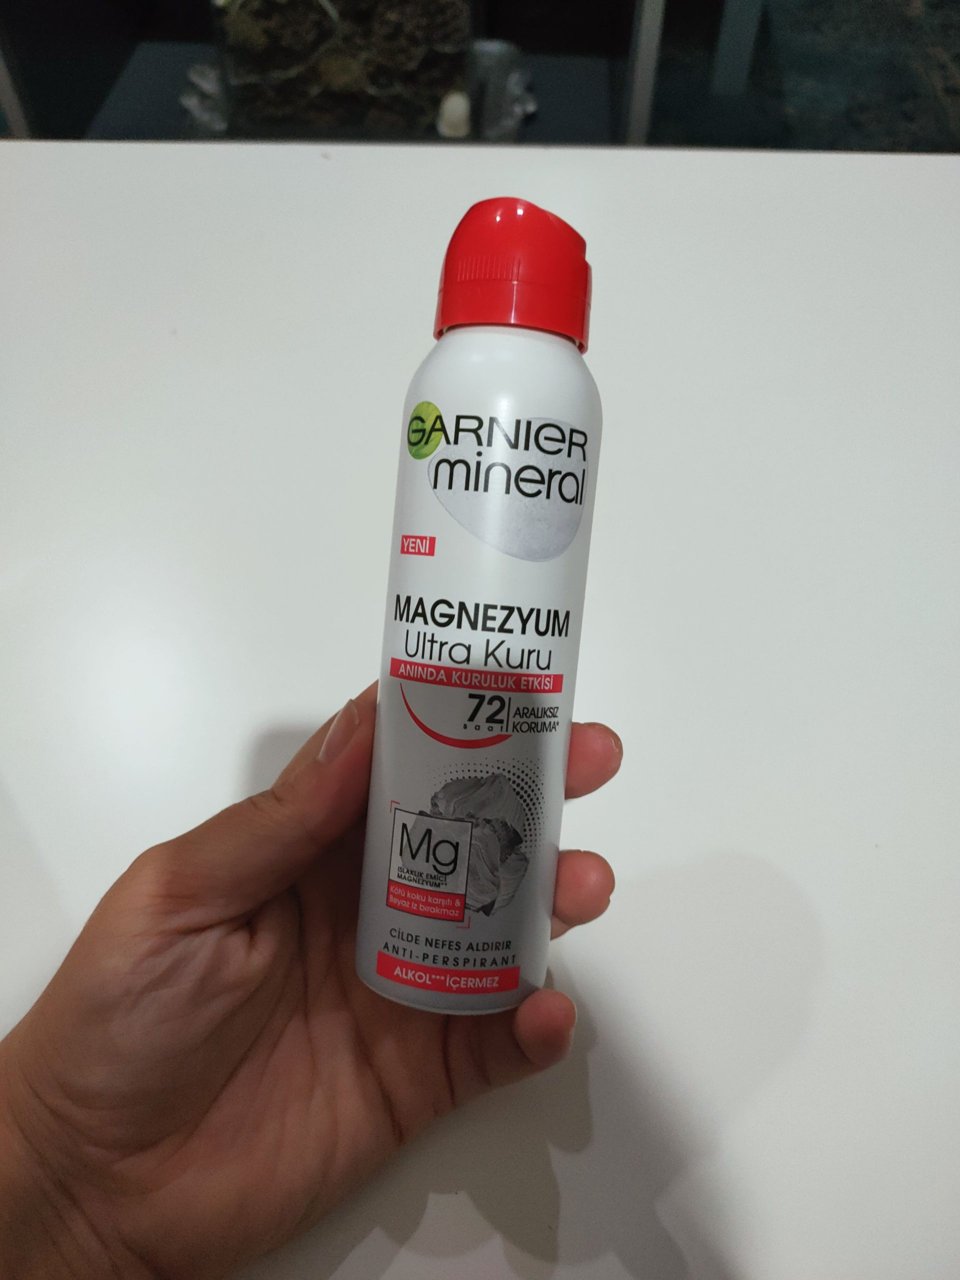 GARNIER
mineral
YENİ
MAGNEZYUM
Ultra Kuru
ANINDA KURULUK ETKİSİ
72 saat
ARALIKSIZ
KORUMA*
Mg
ISLAKLIK EMİCİ
MAGNEZYUM**
Kötü koku karşıtı &
Beyaz iz bırakmaz
CİLDE NEFES ALDIRIR
ANTI-PERSPIRANT
ALKOL***İÇERMEZ